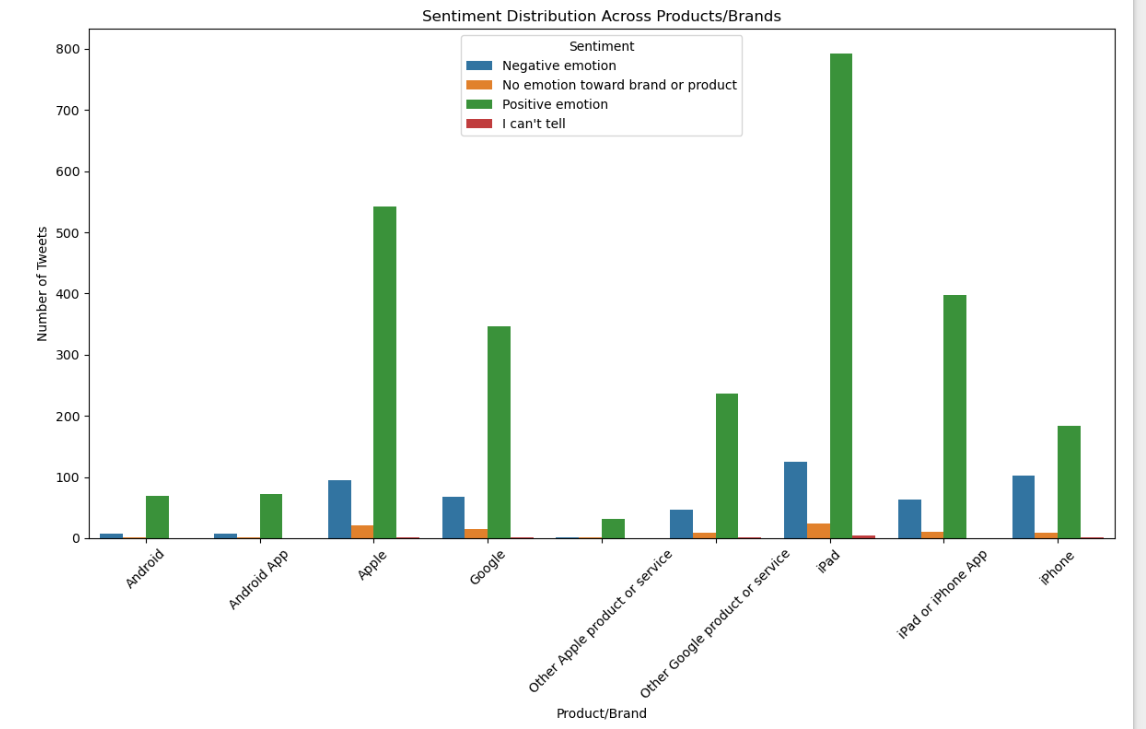 Sentiment Distribution Across Products/Brands
Sentiment
Negative emotion
No emotion toward brand or product
Positive emotion
I can't tell
Number of Tweets
800
700
600
500
400
300
200
100
0
Android
Android App
Apple
Google
Other Apple product or service
Other Google product or service
iPad
iPad or iPhone App
iPhone
Product/Brand